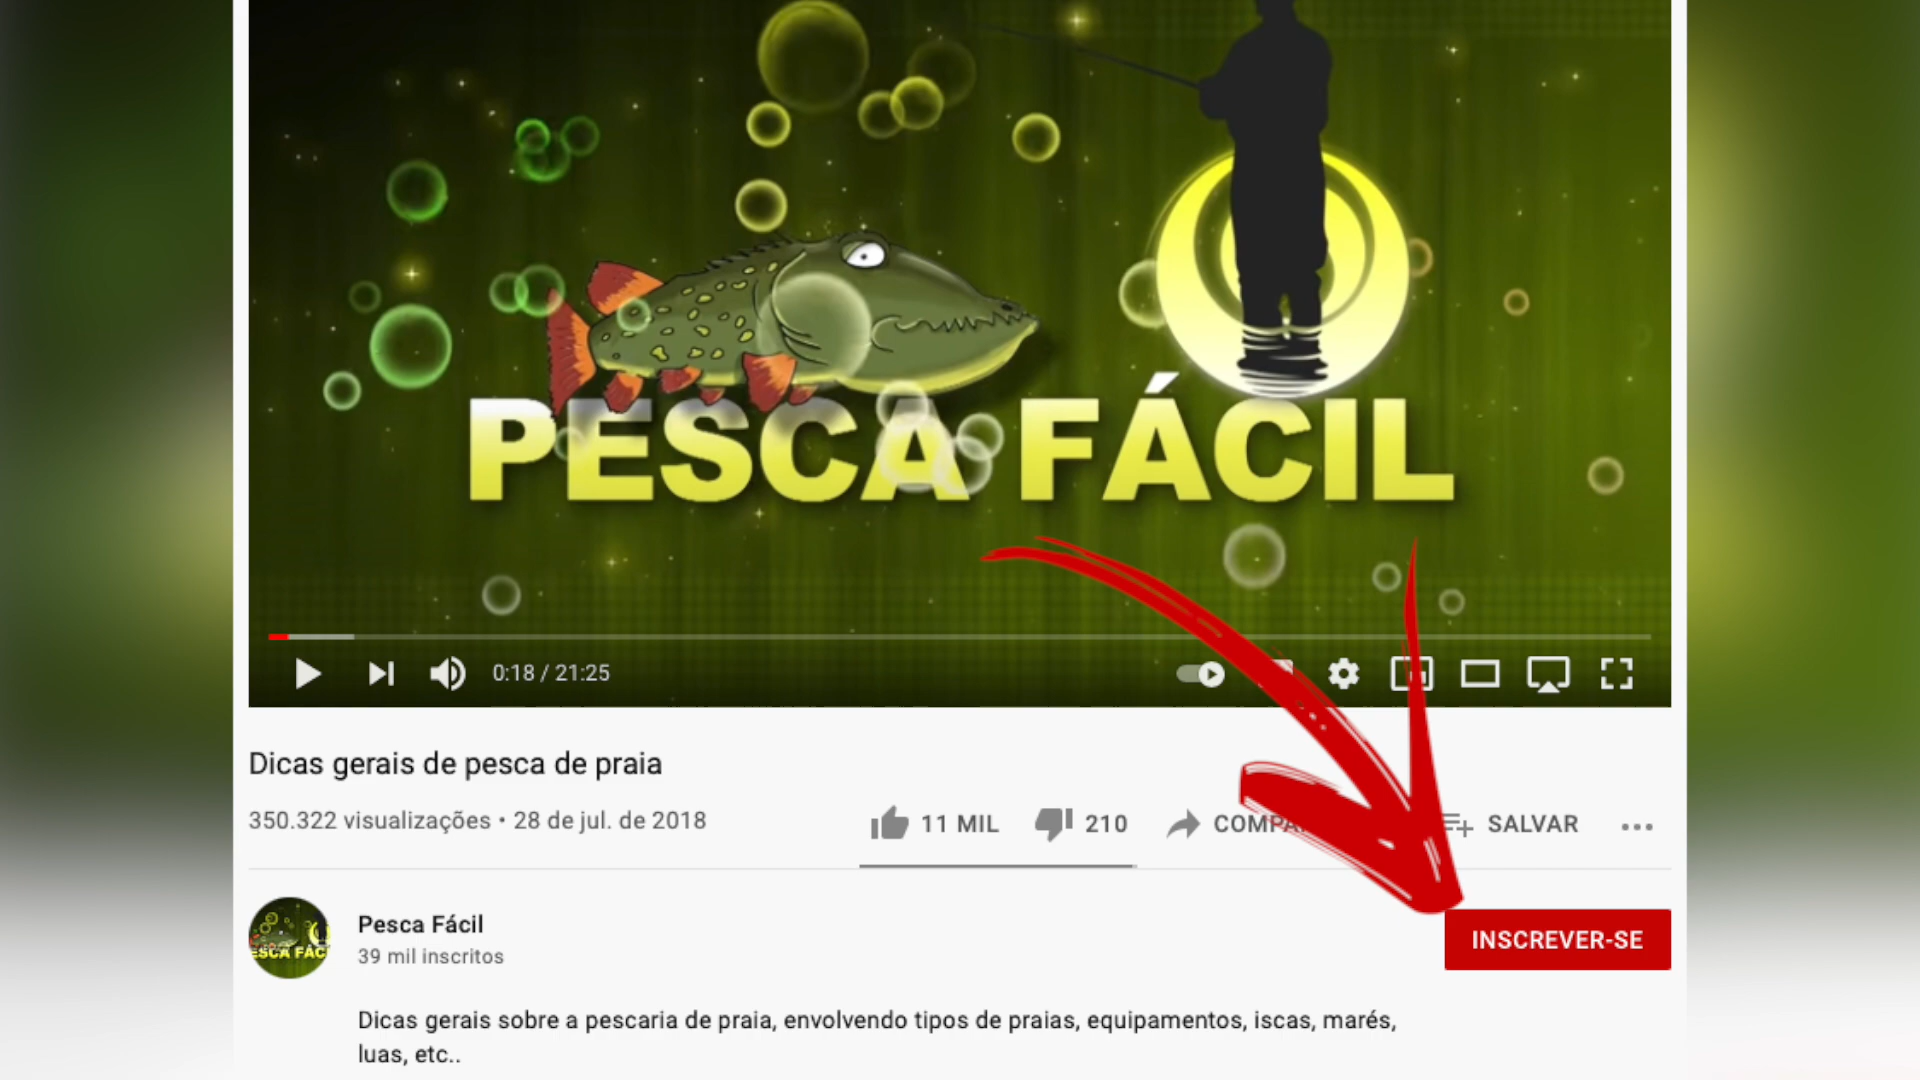 PESCA FÁCIL
0:18 / 21:25
Dicas gerais de pesca de praia
350.322 visualizações • 28 de jul. de 2018
11 MIL
210
SALVAR
ESCA FÁC
Pesca Fácil
39 mil inscritos
INSCREVER-SE
Dicas gerais sobre a pescaria de praia, envolvendo tipos de praias, equipamentos, iscas, marés,
luas, etc..